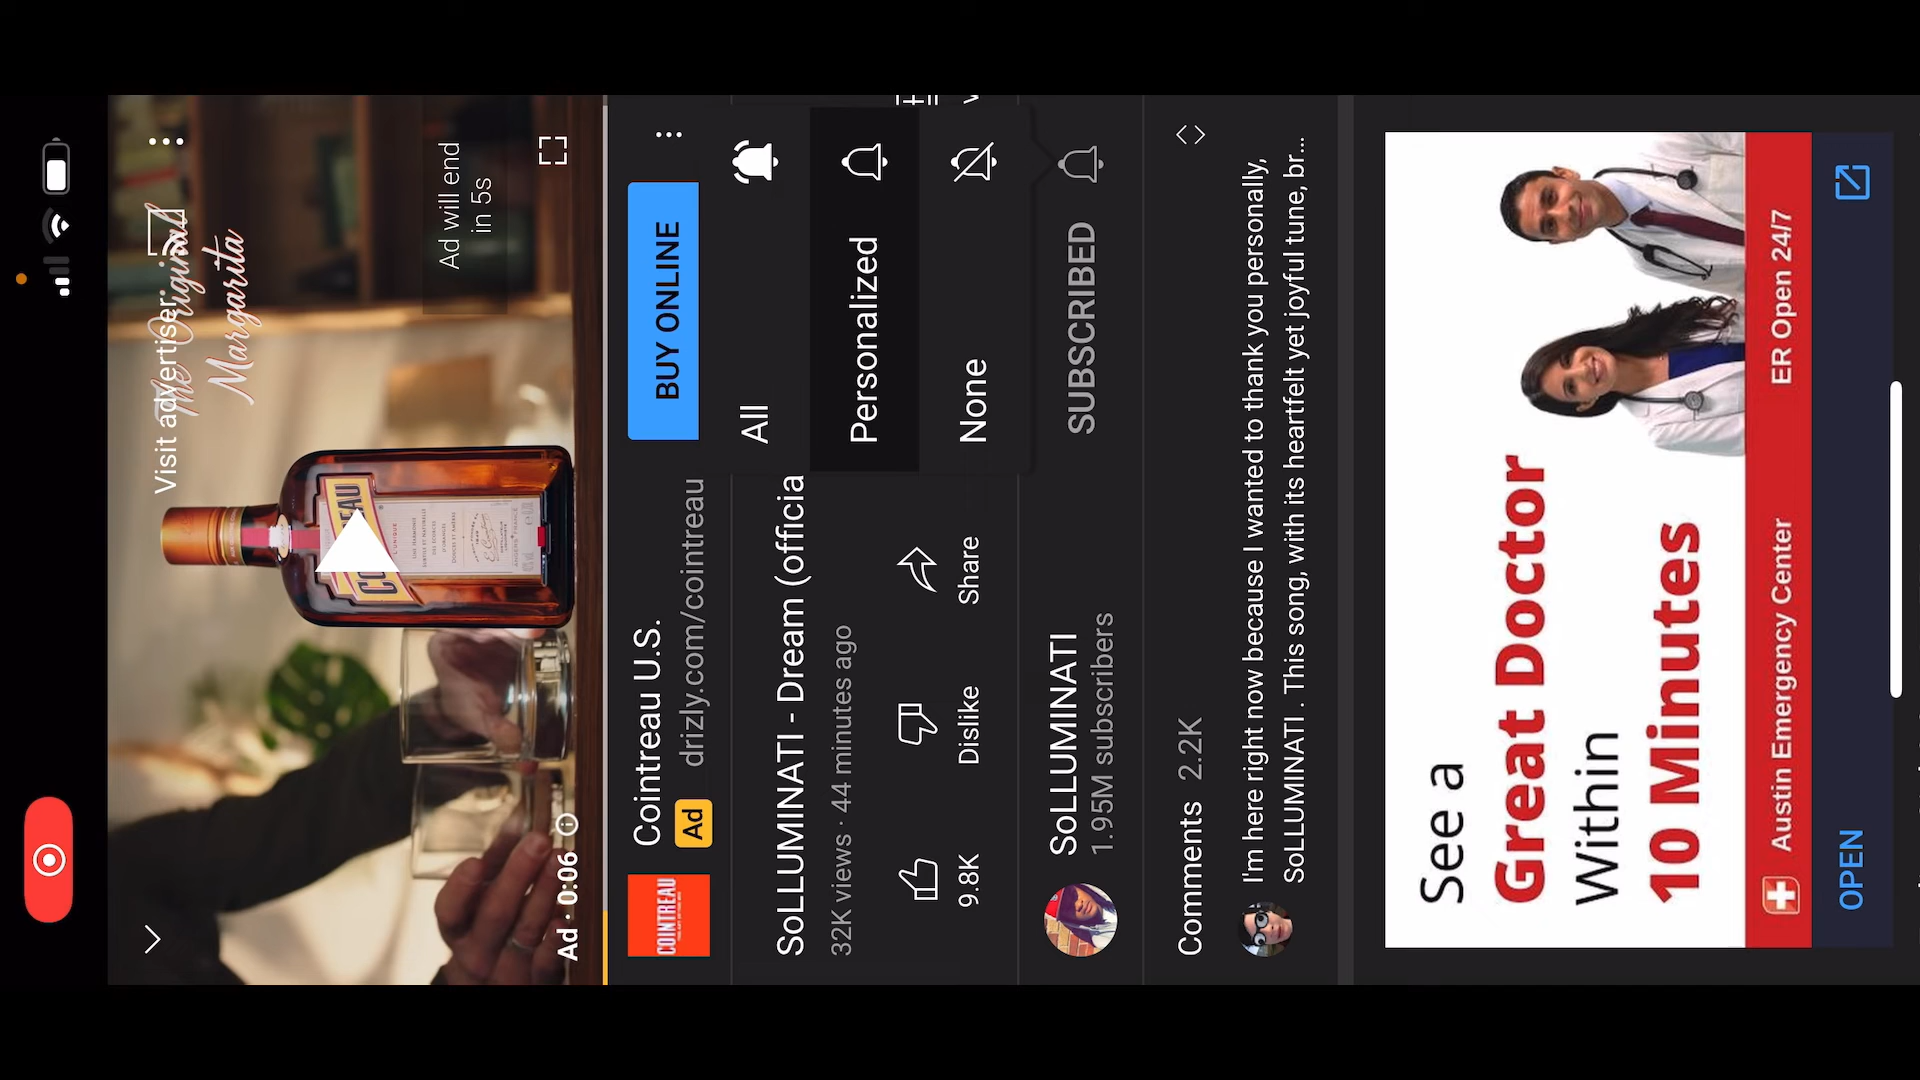 Visit advertiser
The Original
Margarita
Ad will end
in 5s
Ad · 0:06
COINTREAU
Cointreau U.S.
Ad drizly.com/cointreau
BUY ONLINE
SoLLUMINATI - Dream (officia
32K views · 44 minutes ago
All
Personalized
None
9.8K
Dislike
Share
SoLLUMINATI
1.95M subscribers
SUBSCRIBED
Comments 2.2K
I'm here right now because I wanted to thank you personally,
SoLLUMINATI . This song, with its heartfelt yet joyful tune, br...
See a
Great Doctor
Within
10 Minutes
Austin Emergency Center
ER Open 24/7
OPEN